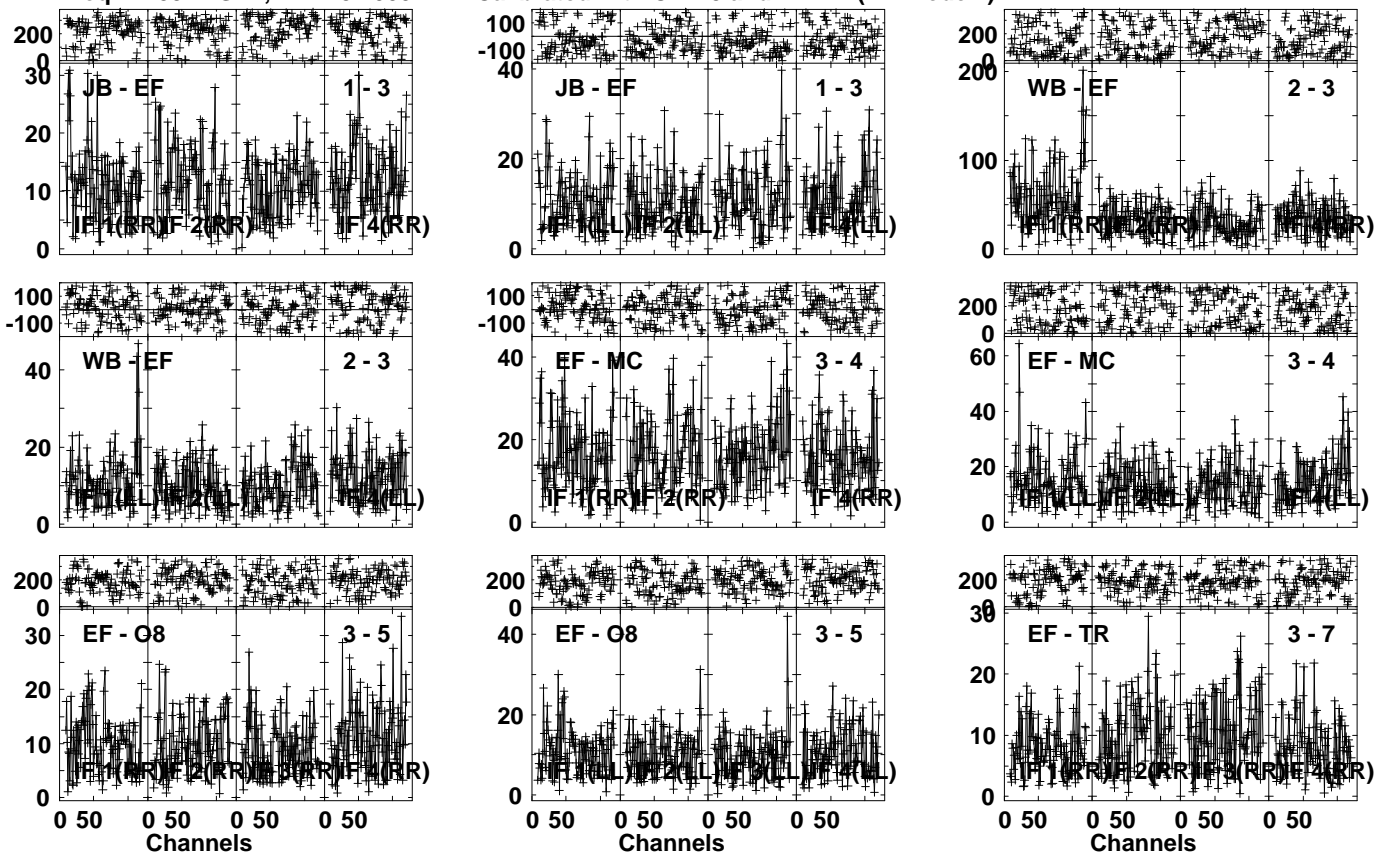 200 100 200
0 -100 0
30 JB - EF 1 - 3 40 JB - EF 1 - 3 200 WB - EF 2 - 3
20 20 100
10
IF 1(RR) IF 2(RR) IF 4(RR) IF 1(LL) IF 2(LL) IF 4(LL) IF 1(RR) IF 2(RR) IF 4(RR)
0 0 0
100 100 200
-100 -100 0
40 WB - EF 2 - 3 40 EF - MC 3 - 4 60 EF - MC 3 - 4
20 20 40
20
IF 1(LL) IF 2(LL) IF 4(LL) IF 1(RR) IF 2(RR) IF 4(RR) IF 1(LL) IF 2(LL) IF 4(LL)
0 0 0
200 200 200
0 0 0
30 EF - O8 3 - 5 40 EF - O8 3 - 5 30 EF - TR 3 - 7
20 20 20
10 10
IF 1(RR) IF 2(RR) IF 3(RR) IF 4(RR) IF 1(LL) IF 2(LL) IF 3(LL) IF 4(LL) IF 1(RR) IF 2(RR) IF 3(RR) IF 4(RR)
0 0 0
0 50 0 50 0 50 0 50 0 50 0 50 0 50 0 50 0 50 0 50 0 50 0 50
Channels Channels Channels